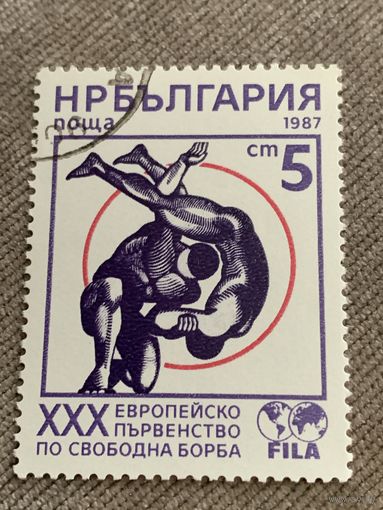 НРБЪЛГАРИЯ
поща 1987
ст 5
XXX ЕВРОПЕЙСКО
ПЪРВЕНСТВО
ПО СВОБОДНА БОРБА
FILA